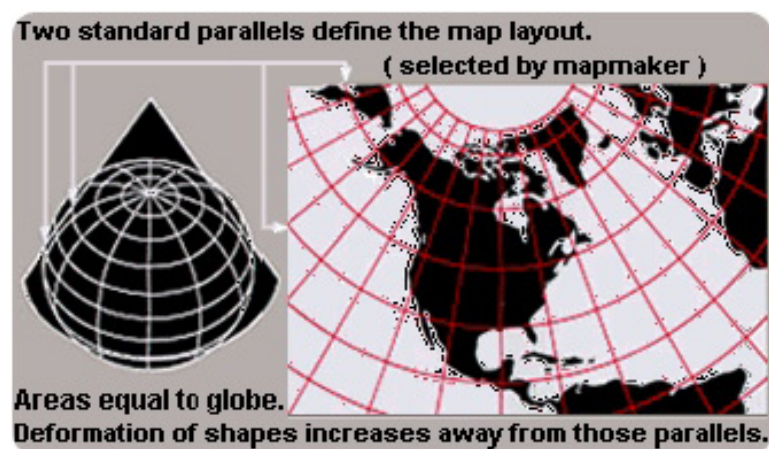 Two standard parallels define the map layout.
( selected by mapmaker )
Areas equal to globe.
Deformation of shapes increases away from those parallels.